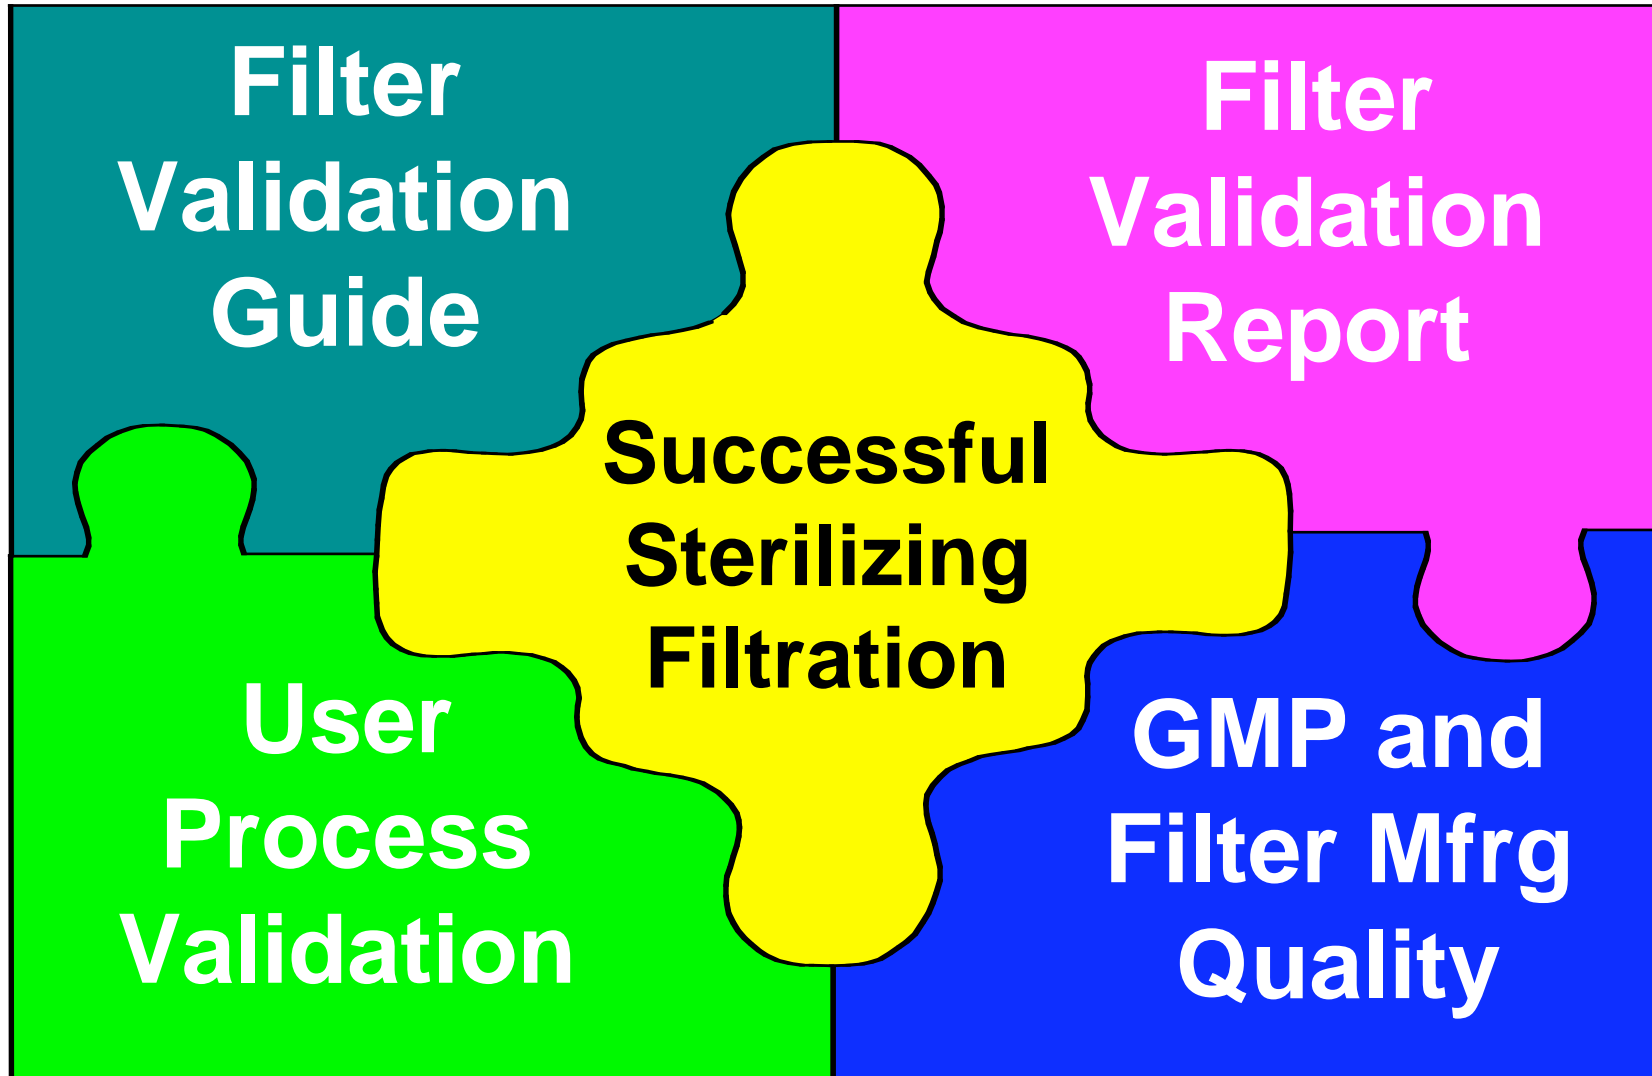 Filter
Validation
Guide
Filter
Validation
Report
Successful
Sterilizing
Filtration
User
Process
Validation
GMP and
Filter Mfrg
Quality